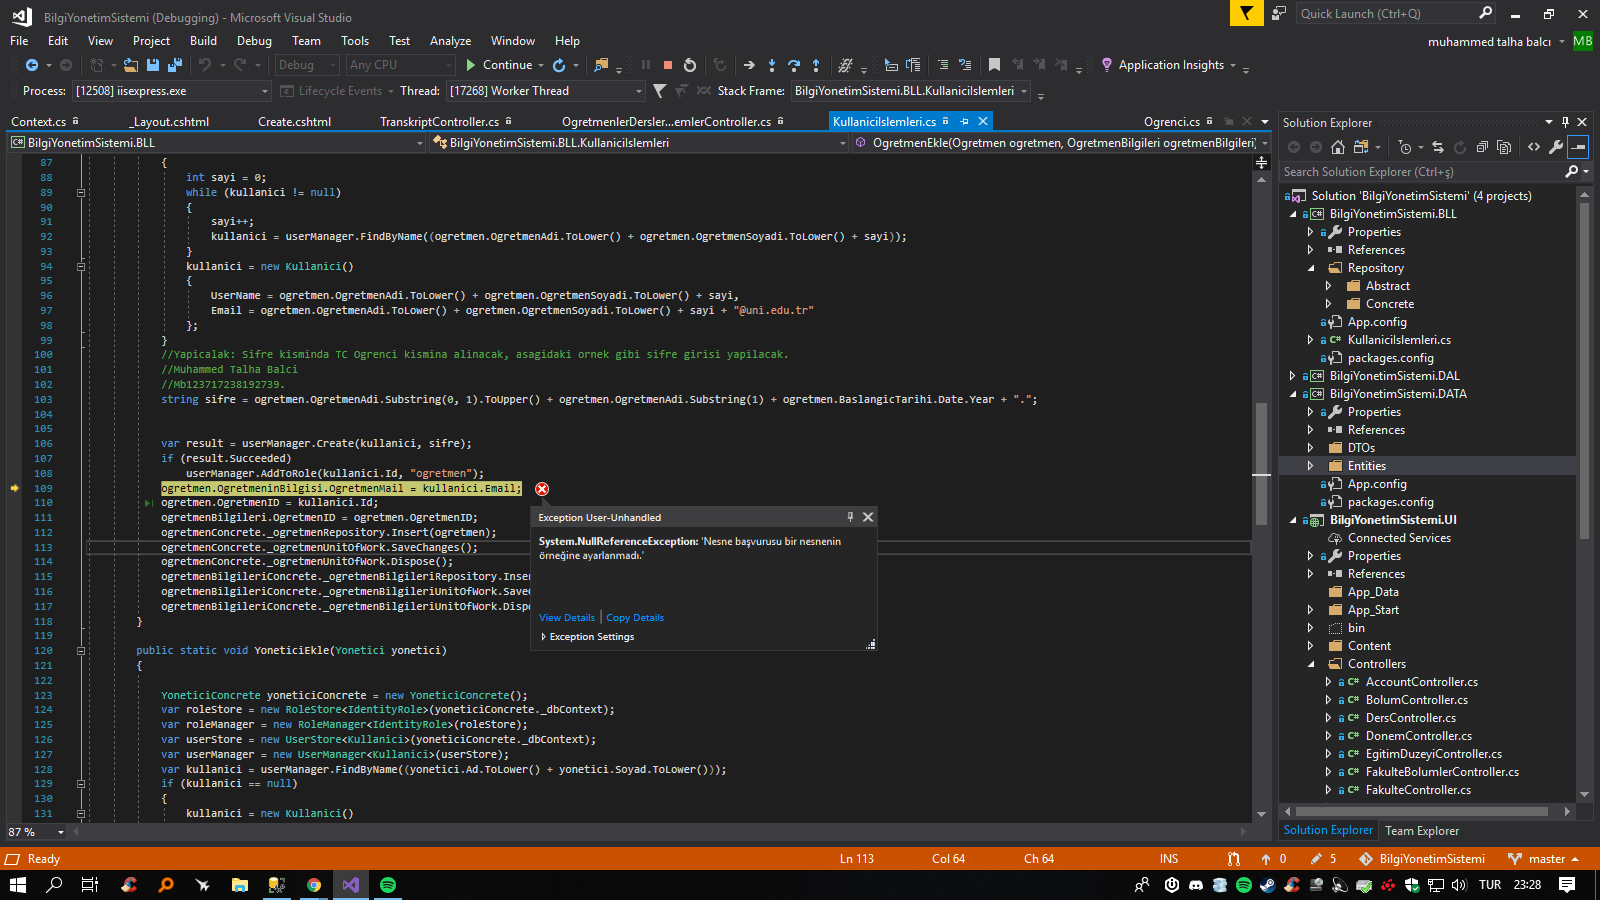 BilgiYonetimSistemi (Debugging) - Microsoft Visual Studio
Quick Launch (Ctrl+Q)
File Edit View Project Build Debug Team Tools Test Analyze Window Help
muhammed talha balcı MB
Debug Any CPU Continue Application Insights
Process: [12508] iisexpress.exe Lifecycle Events Thread: [17268] Worker Thread Stack Frame: BilgiYonetimSistemi.BLL.KullaniciIslemleri
Context.cs _Layout.cshtml Create.cshtml TranskriptController.cs OgretmenlerDersler...emlerController.cs KullaniciIslemleri.cs Ogrenci.cs
BilgiYonetimSistemi.BLL BilgiYonetimSistemi.BLL.KullaniciIslemleri OgretmenEkle(Ogretmen ogretmen, OgretmenBilgileri ogretmenBilgileri)
87 {
88 int sayi = 0;
89 while (kullanici != null)
90 {
91 sayi++;
92 kullanici = userManager.FindByName((ogretmen.OgretmenAdi.ToLower() + ogretmen.OgretmenSoyadi.ToLower() + sayi));
93 }
94 kullanici = new Kullanici()
95 {
96 UserName = ogretmen.OgretmenAdi.ToLower() + ogretmen.OgretmenSoyadi.ToLower() + sayi,
97 Email = ogretmen.OgretmenAdi.ToLower() + ogretmen.OgretmenSoyadi.ToLower() + sayi + "@uni.edu.tr"
98 };
99 }
100 //Yapicalak: Sifre kisminda TC Ogrenci kismina alinacak, asagidaki ornek gibi sifre girisi yapilacak.
101 //Muhammed Talha Balci
102 //Mb123717238192739.
103 string sifre = ogretmen.OgretmenAdi.Substring(0, 1).ToUpper() + ogretmen.OgretmenAdi.Substring(1) + ogretmen.BaslangicTarihi.Date.Year + ".";
104
105
106 var result = userManager.Create(kullanici, sifre);
107 if (result.Succeeded)
108 userManager.AddToRole(kullanici.Id, "ogretmen");
109 ogretmen.OgretmeninBilgisi.OgretmenMail = kullanici.Email;
110 ogretmen.OgretmenID = kullanici.Id;
111 ogretmenBilgileri.OgretmenID = ogretmen.OgretmenID;
112 ogretmenConcrete._ogretmenRepository.Insert(ogretmen);
113 ogretmenConcrete._ogretmenUnitOfWork.SaveChanges();
114 ogretmenConcrete._ogretmenUnitOfWork.Dispose();
115 ogretmenBilgileriConcrete._ogretmenBilgileriRepository.Inser
116 ogretmenBilgileriConcrete._ogretmenBilgileriUnitOfWork.Save
117 ogretmenBilgileriConcrete._ogretmenBilgileriUnitOfWork.Disp
118 }
119
120 public static void YoneticiEkle(Yonetici yonetici)
121 {
122
123 YoneticiConcrete yoneticiConcrete = new YoneticiConcrete();
124 var roleStore = new RoleStore<IdentityRole>(yoneticiConcrete._dbContext);
125 var roleManager = new RoleManager<IdentityRole>(roleStore);
126 var userStore = new UserStore<Kullanici>(yoneticiConcrete._dbContext);
127 var userManager = new UserManager<Kullanici>(userStore);
128 var kullanici = userManager.FindByName((yonetici.Ad.ToLower() + yonetici.Soyad.ToLower()));
129 if (kullanici == null)
130 {
131 kullanici = new Kullanici()
Exception User-Unhandled
System.NullReferenceException: 'Nesne başvurusu bir nesnenin
örneğine ayarlanmadı.'
View Details | Copy Details
Exception Settings
87 %
Solution Explorer
Search Solution Explorer (Ctrl+ş)
Solution 'BilgiYonetimSistemi' (4 projects)
BilgiYonetimSistemi.BLL
Properties
References
Repository
Abstract
Concrete
App.config
KullaniciIslemleri.cs
packages.config
BilgiYonetimSistemi.DAL
BilgiYonetimSistemi.DATA
Properties
References
DTOs
Entities
App.config
packages.config
BilgiYonetimSistemi.UI
Connected Services
Properties
References
App_Data
App_Start
bin
Content
Controllers
AccountController.cs
BolumController.cs
DersController.cs
DonemController.cs
EgitimDuzeyiController.cs
FakulteBolumlerController.cs
FakulteController.cs
Solution Explorer Team Explorer
Ready Ln 113 Col 64 Ch 64 INS 0 5 BilgiYonetimSistemi master
TUR 23:28